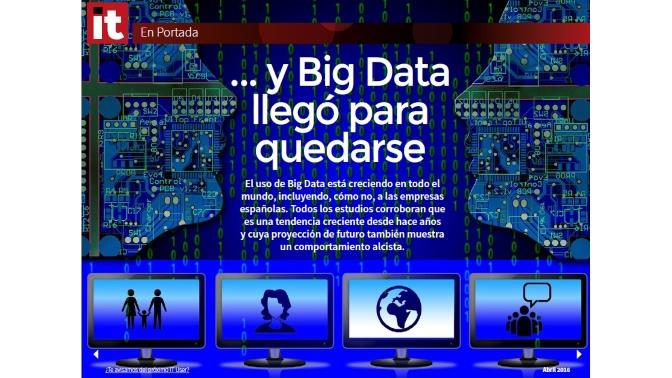 it
En Portada
... y Big Data
llegó para
quedarse
El uso de Big Data está creciendo en todo el
mundo, incluyendo, cómo no, a las empresas
españolas. Todos los estudios corroboran que
es una tendencia creciente desde hace años
y cuya proyección de futuro también muestra
un comportamiento alcista.
¿Te avisamos del próximo IT User?
Abril 2016